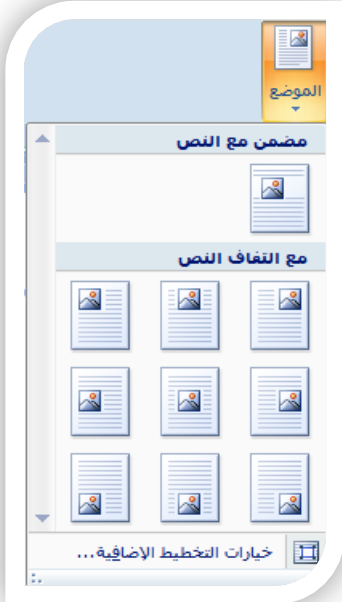 الموضع
مضمن مع النص
مع التفاف النص
خيارات التخطيط الإضافية...